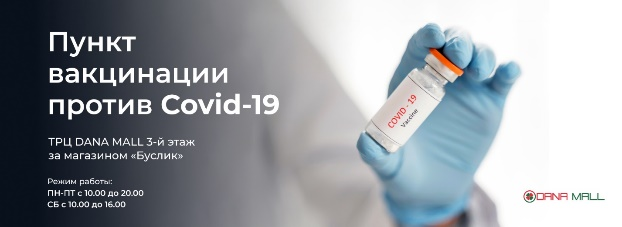 Пункт
вакцинации
против Covid-19
ТРЦ DANA MALL 3-й этаж
за магазином «Буслик»
Режим работы:
ПН-ПТ с 10.00 до 20.00
СБ с 10.00 до 16.00
COVID - 19
Vaccine
DANA MALL